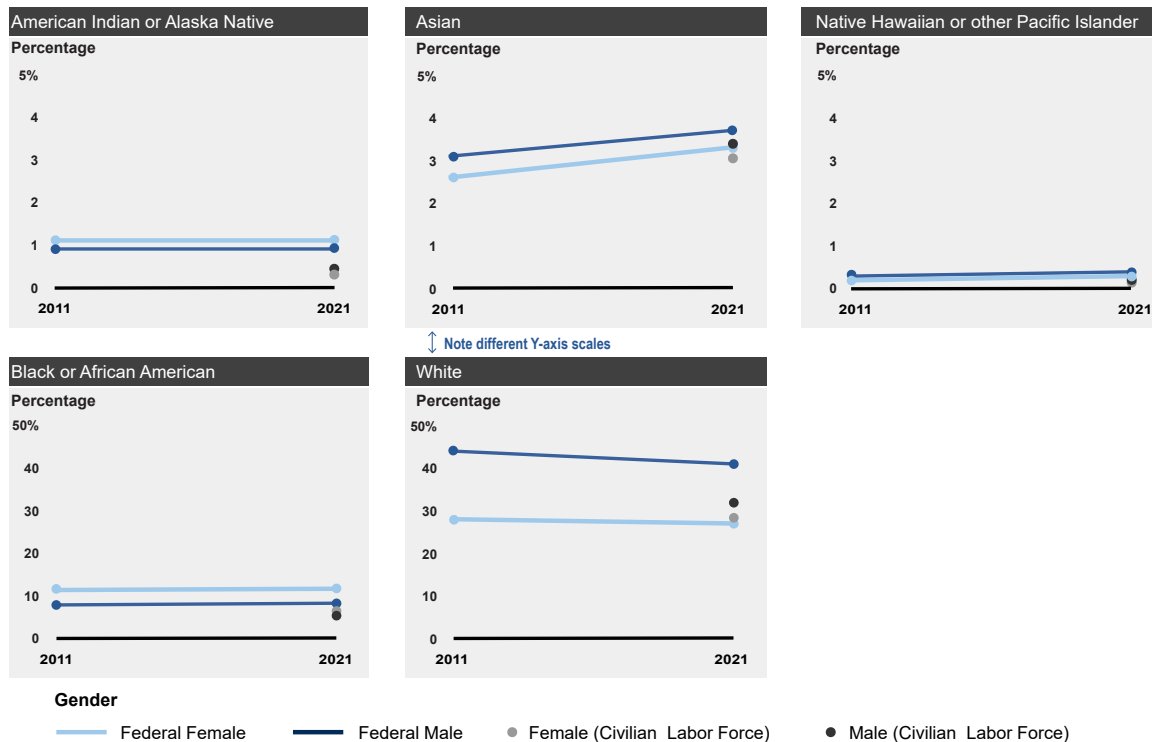 American Indian or Alaska Native
Percentage
5%
4
3
2
1
0
2011 2021
Asian
Percentage
5%
4
3
2
1
0
2011 2021
Native Hawaiian or other Pacific Islander
Percentage
5%
4
3
2
1
0
2011 2021
Note different Y-axis scales
Black or African American
Percentage
50%
40
30
20
10
0
2011 2021
White
Percentage
50%
40
30
20
10
0
2011 2021
Gender
Federal Female Federal Male Female (Civilian Labor Force) Male (Civilian Labor Force)